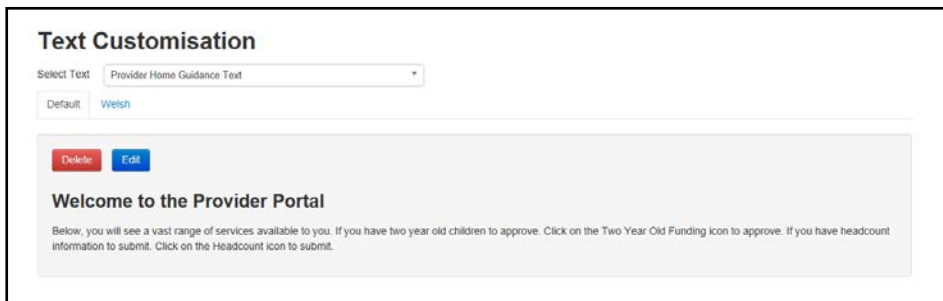 Text Customisation
Select Text Provider Home Guidance Text
Default Welsh
Delete Edit
Welcome to the Provider Portal
Below, you will see a vast range of services available to you. If you have two year old children to approve. Click on the Two Year Old Funding icon to approve. If you have headcount
information to submit. Click on the Headcount icon to submit.